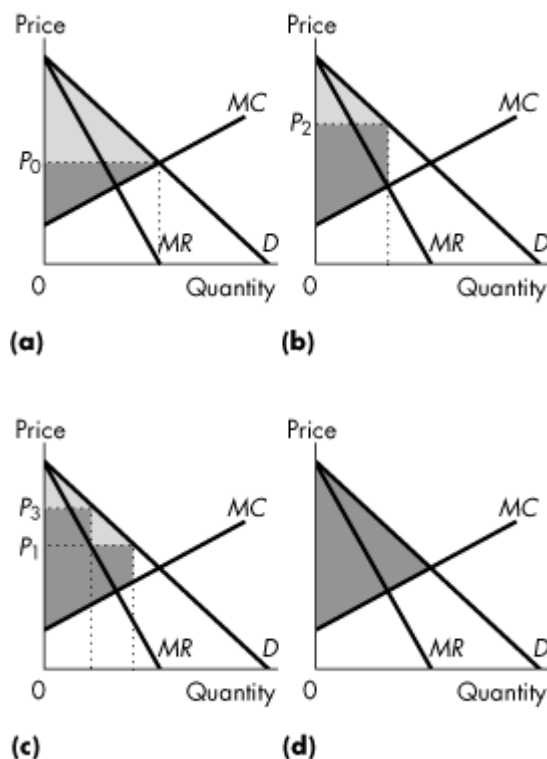 Price
MC
P0
MR
D
0
Quantity
(a)
Price
MC
P2
MR
D
0
Quantity
(b)
Price
MC
P3
P1
MR
D
0
Quantity
(c)
Price
MC
MR
D
0
Quantity
(d)